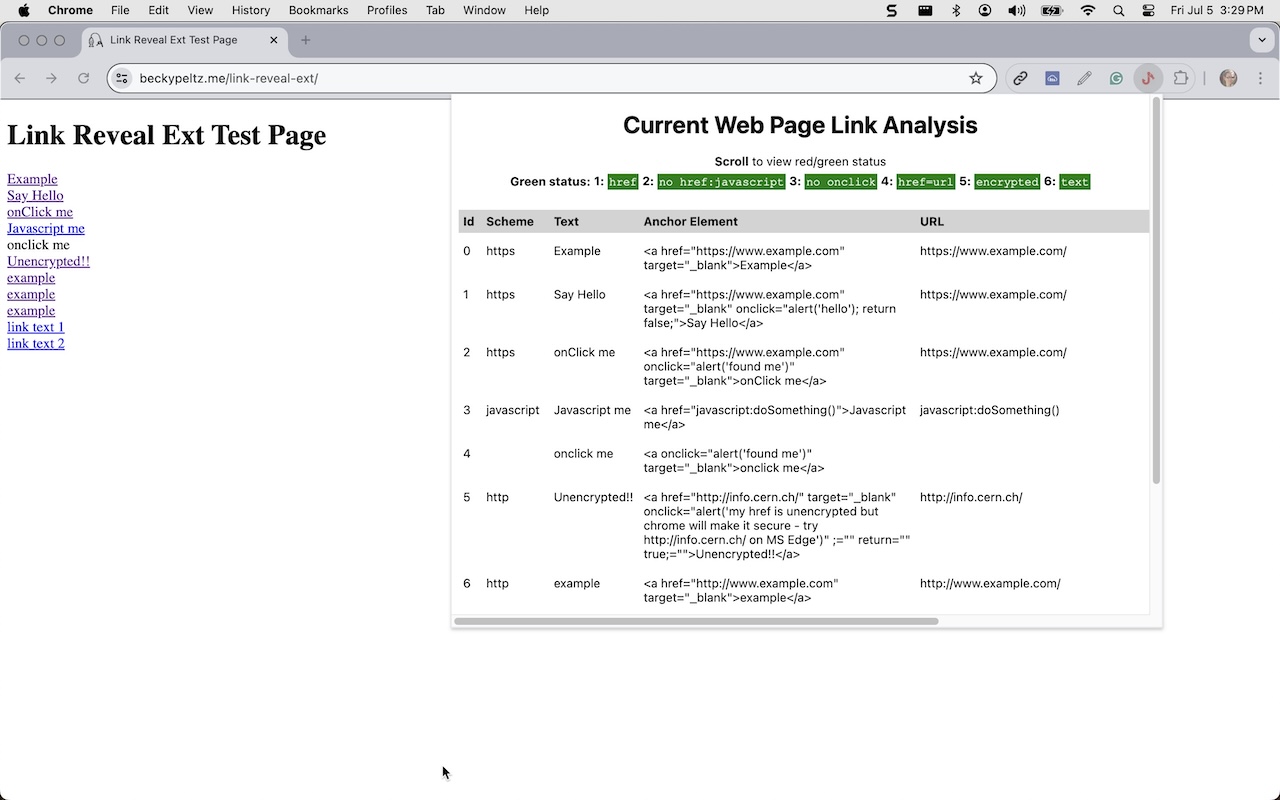 Chrome File Edit View History Bookmarks Profiles Tab Window Help Fri Jul 5 3:29 PM
Link Reveal Ext Test Page
beckypeltz.me/link-reveal-ext/
Link Reveal Ext Test Page
Example
Say Hello
onClick me
Javascript me
onclick me
Unencrypted!!
example
example
example
link text 1
link text 2
Current Web Page Link Analysis
Scroll to view red/green status
Green status: 1: href 2: no href:javascript 3: no onclick 4: href=url 5: encrypted 6: text
Id Scheme Text Anchor Element URL
0 https Example <a href="https://www.example.com" https://www.example.com/
target="_blank">Example</a>
1 https Say Hello <a href="https://www.example.com" https://www.example.com/
target="_blank" onclick="alert('hello'); return
false;">Say Hello</a>
2 https onClick me <a href="https://www.example.com" https://www.example.com/
onclick="alert('found me')"
target="_blank">onClick me</a>
3 javascript Javascript me <a href="javascript:doSomething()">Javascript javascript:doSomething()
me</a>
4 onclick me <a onclick="alert('found me')"
target="_blank">onclick me</a>
5 http Unencrypted!! <a href="http://info.cern.ch/" target="_blank" http://info.cern.ch/
onclick="alert('my href is unencrypted but
chrome will make it secure - try
http://info.cern.ch/ on MS Edge')" ;="" return=""
true;="">Unencrypted!!</a>
6 http example <a href="http://www.example.com" http://www.example.com/
target="_blank">example</a>